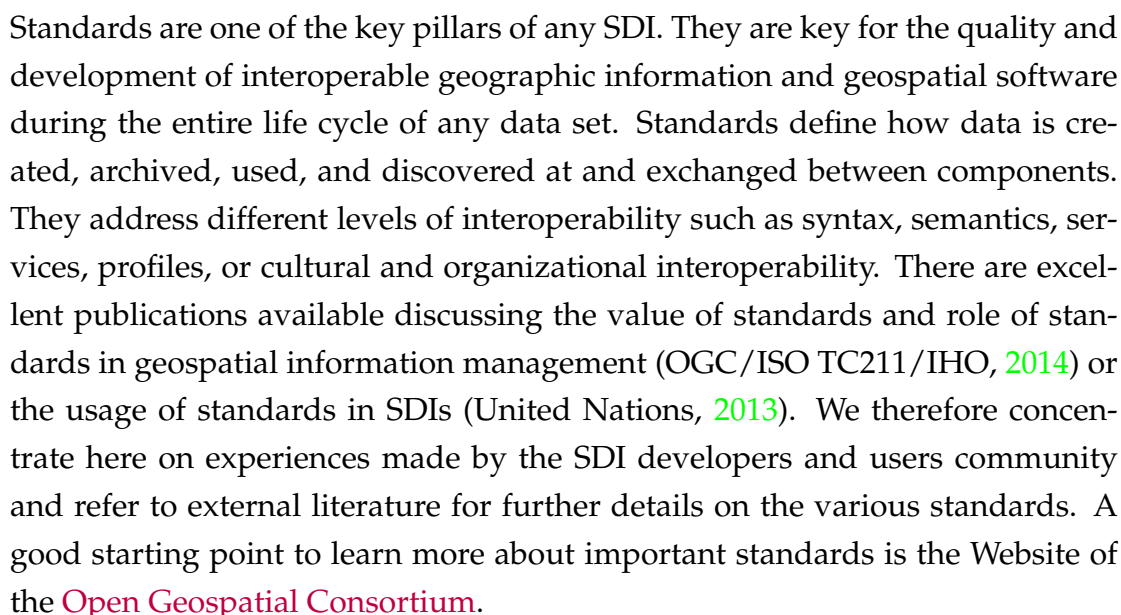 Standards are one of the key pillars of any SDI. They are key for the quality and
development of interoperable geographic information and geospatial software
during the entire life cycle of any data set. Standards define how data is cre-
ated, archived, used, and discovered at and exchanged between components.
They address different levels of interoperability such as syntax, semantics, ser-
vices, profiles, or cultural and organizational interoperability. There are excel-
lent publications available discussing the value of standards and role of stan-
dards in geospatial information management (OGC/ISO TC211/IHO, 2014) or
the usage of standards in SDIs (United Nations, 2013). We therefore concen-
trate here on experiences made by the SDI developers and users community
and refer to external literature for further details on the various standards. A
good starting point to learn more about important standards is the Website of
the Open Geospatial Consortium.